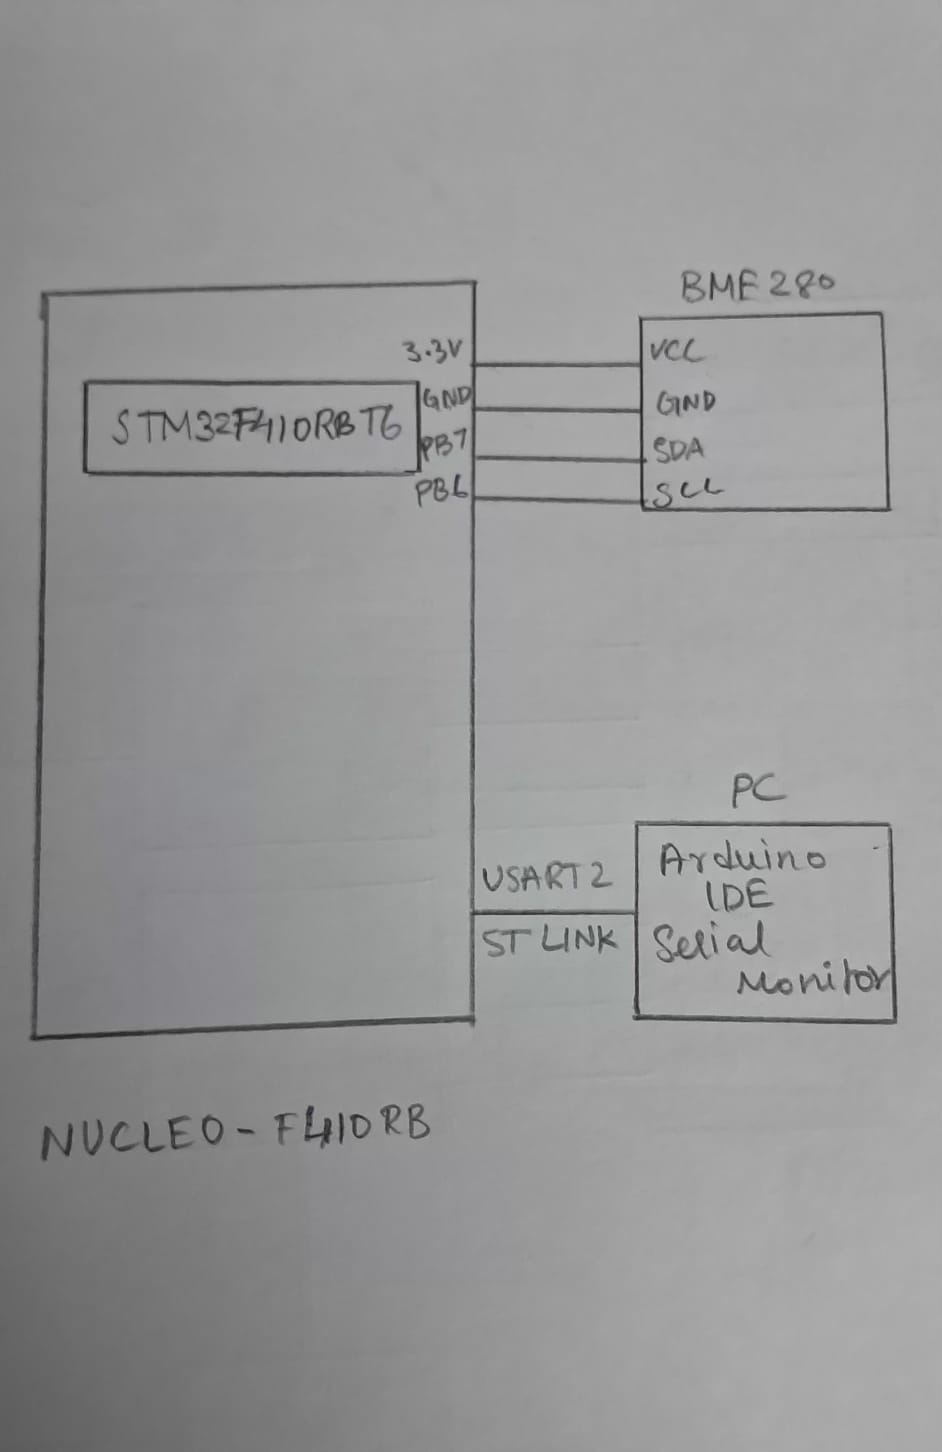 BME280
3.3V
VCC
GND
GND
STM32F410RBT6
PB7
SDA
PB6
SCL
PC
USART2
ST LINK
Arduino
IDE
Serial
Monitor
NUCLEO-F410RB